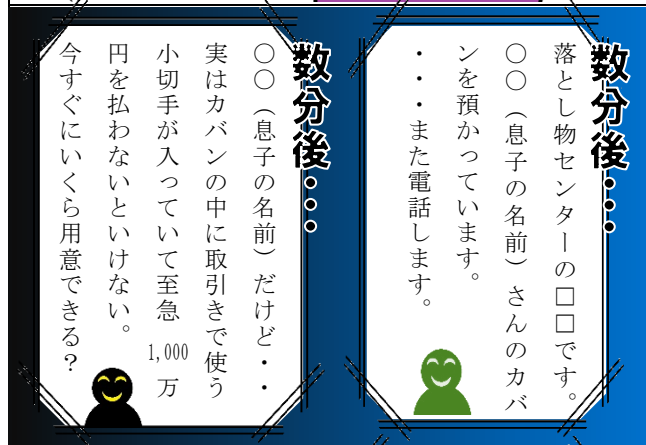 数分後・・・
落とし物センターの□□です。
〇〇（息子の名前）さんのカバ
ンを預かっています。
・・・また電話します。
数分後・・・
〇〇（息子の名前）だけど・・
実はカバンの中に取引きで使う
小切手が入っていて至急1,000万
円を払わないといけない。
今すぐにいくら用意できる？